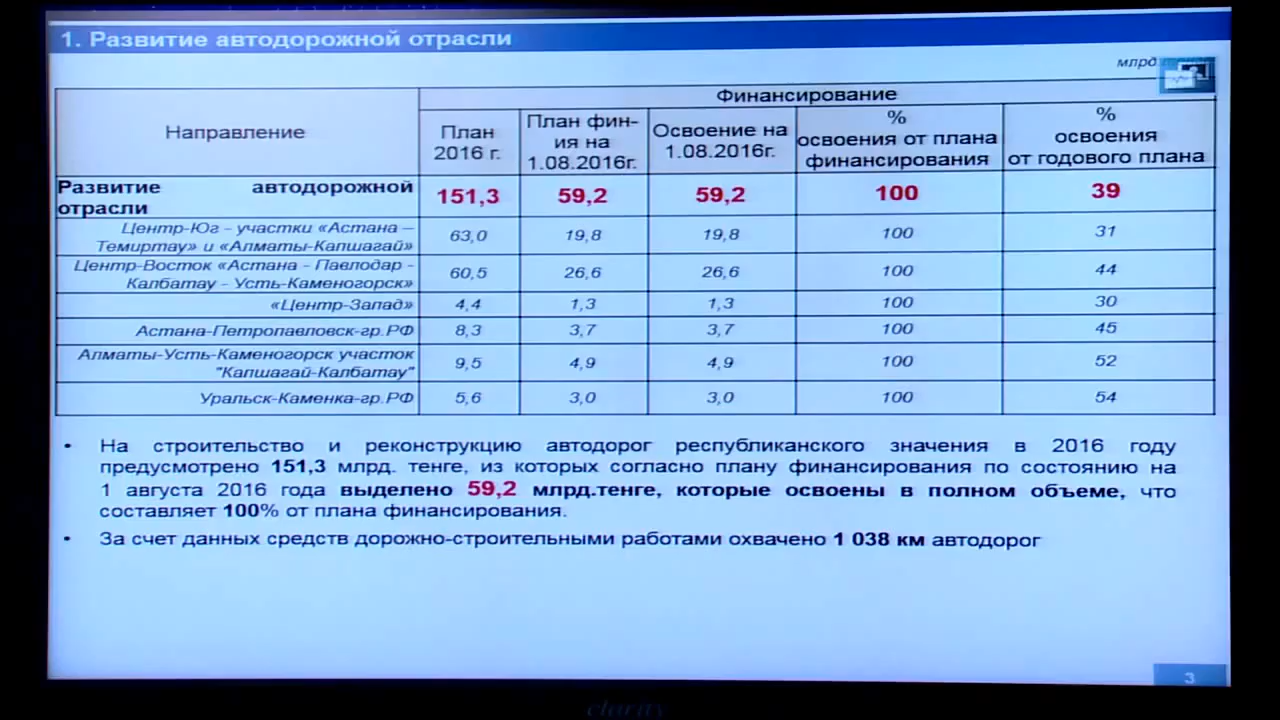 1. Развитие автодорожной отрасли
млрд.
Направление
Финансирование
План
2016 г.
План фин-
ия на
1.08.2016г.
Освоение на
1.08.2016г.
%
освоения от плана
финансирования
%
освоения
от годового плана
Развитие автодорожной
отрасли
151,3 59,2 59,2 100 39
Центр-Юг - участки «Астана –
Темиртау» и «Алматы-Капшагай»
63,0 19,8 19,8 100 31
Центр-Восток «Астана - Павлодар -
Калбатау - Усть-Каменогорск»
60,5 26,6 26,6 100 44
«Центр-Запад» 4,4 1,3 1,3 100 30
Астана-Петропавловск-гр.РФ 8,3 3,7 3,7 100 45
Алматы-Усть-Каменогорск участок
"Капшагай-Калбатау"
9,5 4,9 4,9 100 52
Уральск-Каменка-гр.РФ 5,6 3,0 3,0 100 54
• На строительство и реконструкцию автодорог республиканского значения в 2016 году
предусмотрено 151,3 млрд. тенге, из которых согласно плану финансирования по состоянию на
1 августа 2016 года выделено 59,2 млрд.тенге, которые освоены в полном объеме, что
составляет 100% от плана финансирования.
• За счет данных средств дорожно-строительными работами охвачено 1 038 км автодорог
3
clarity